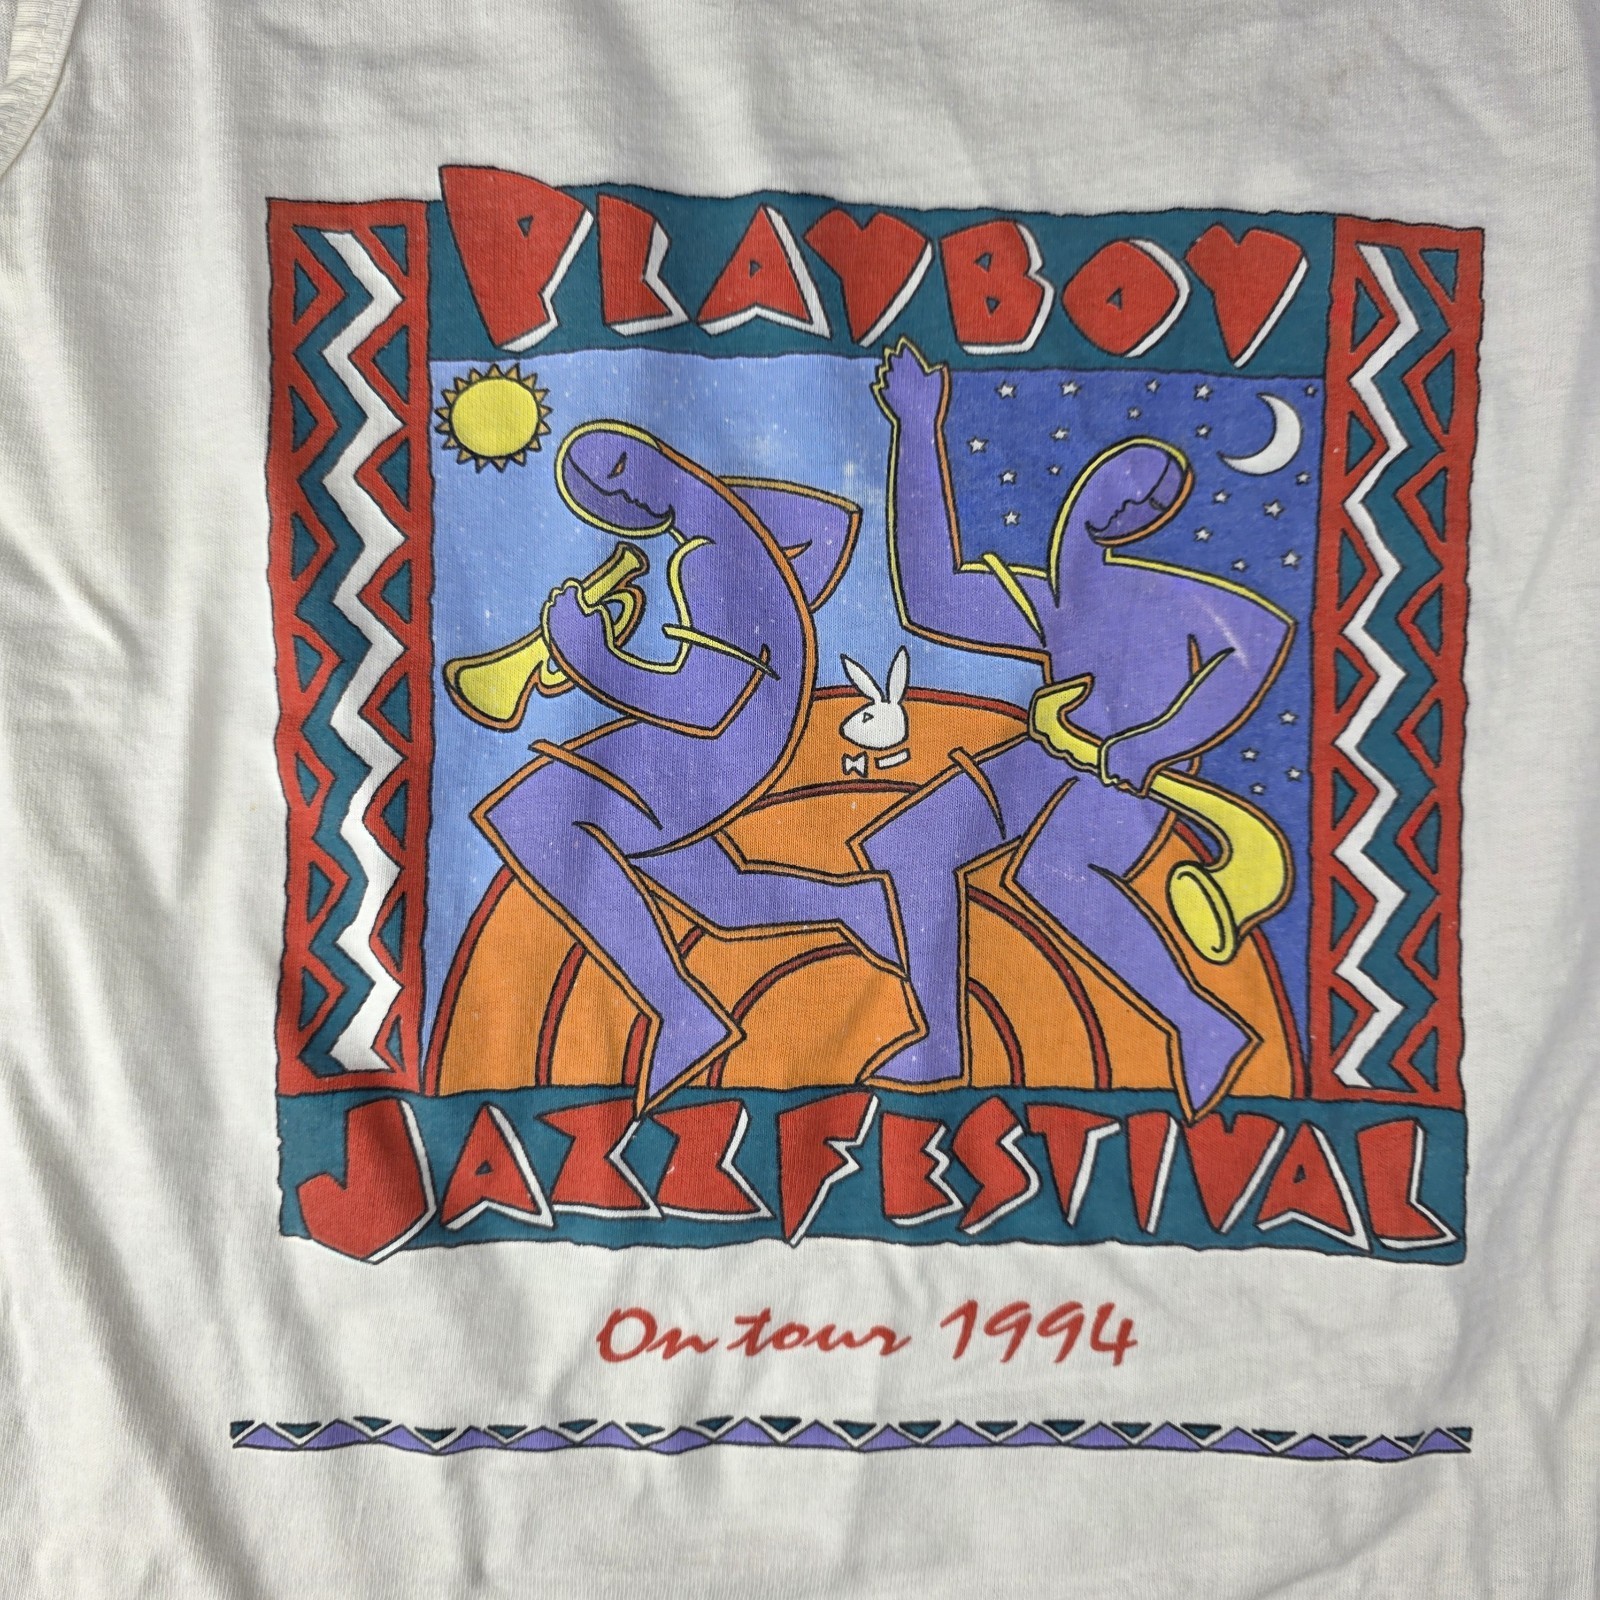 PLAYBOY
JAZZ FESTIVAL
On tour 1994